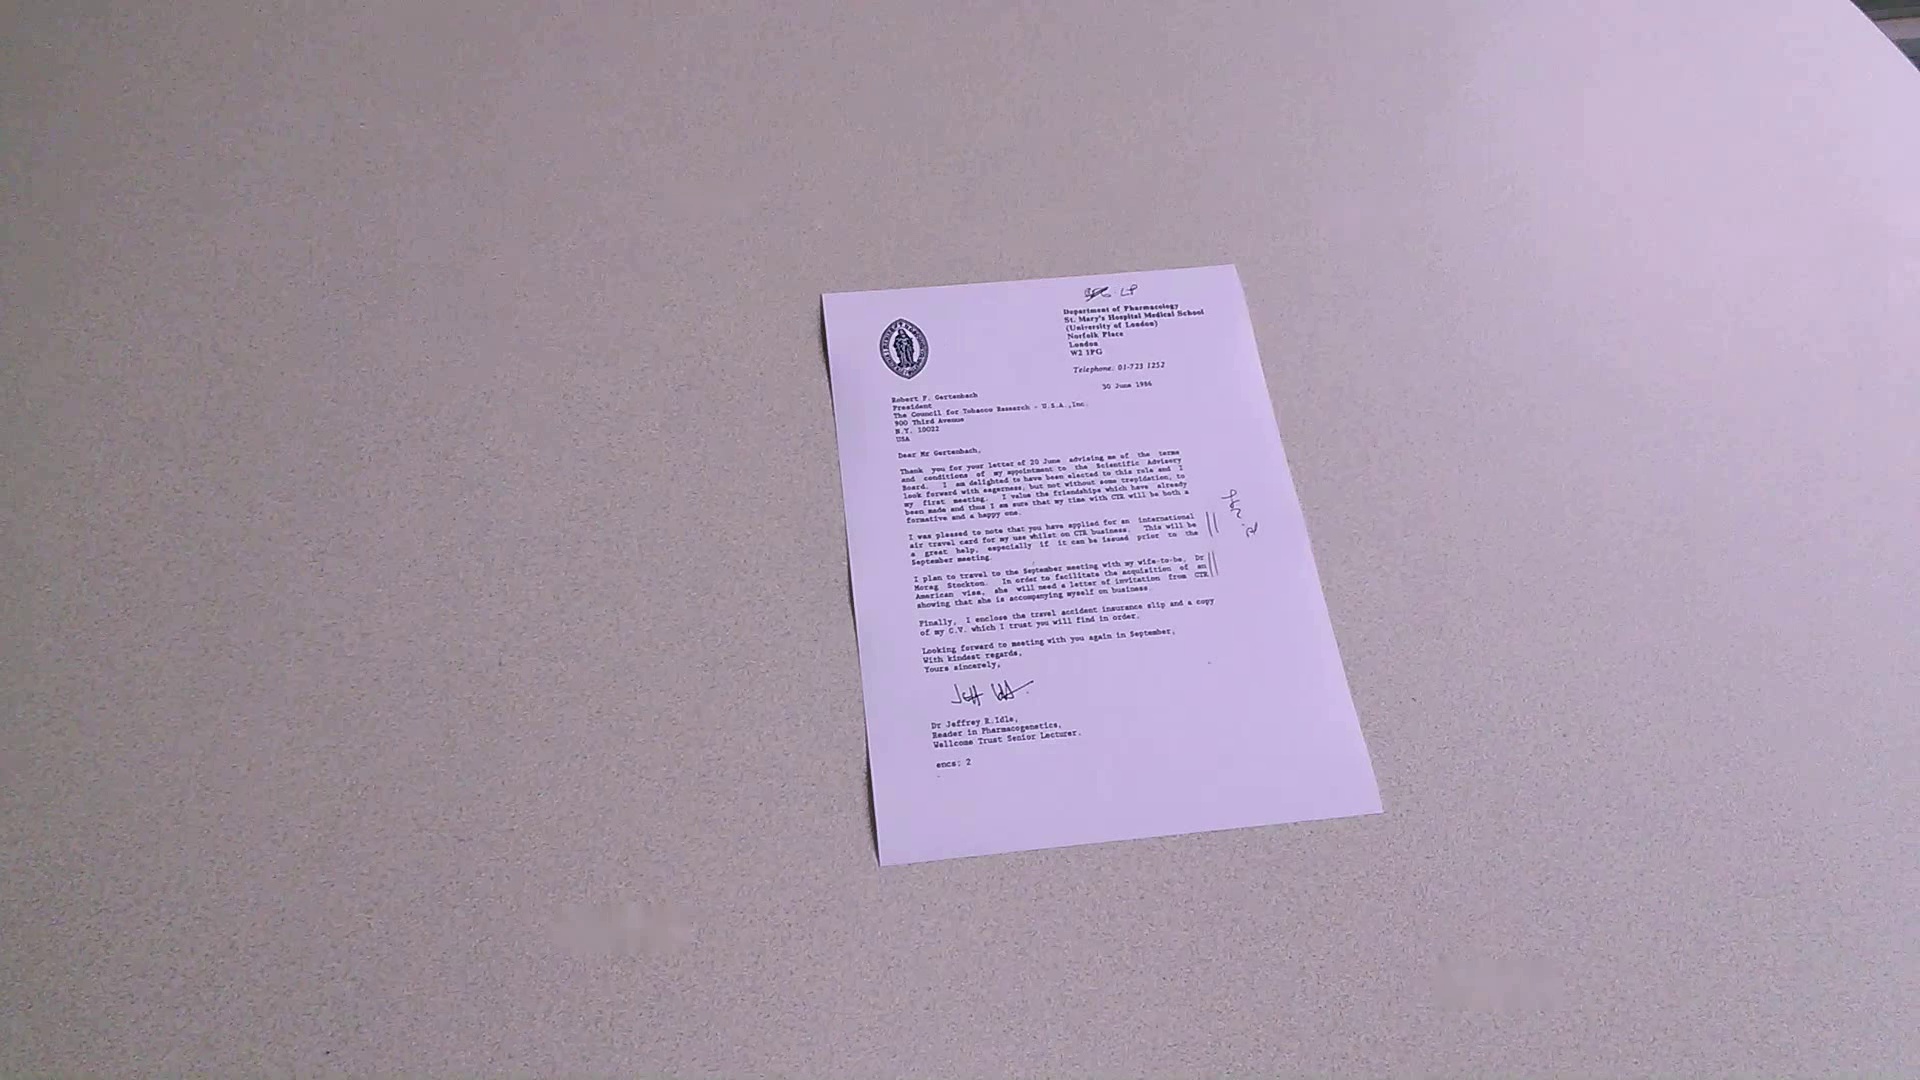 LP
Department of Pharmacology
St. Mary's Hospital Medical School
(University of London)
Norfolk Place
London
W2 1PG
Telephone: 01-723 1252
30 June 1986
Robert F. Gertenbach
President
The Council for Tobacco Research - U.S.A.,Inc.
900 Third Avenue
N.Y. 10022
USA
Dear Mr Gertenbach,
Thank you for your letter of 20 June advising me of the terms
and conditions of my appointment to the Scientific Advisory
Board. I am delighted to have been elected to this role and I
look forward with eagerness, but not without some trepidation, to
my first meeting. I value the friendships which have already
been made and thus I am sure that my time with CTR will be both a
formative and a happy one.
I was pleased to note that you have applied for an international
air travel card for my use whilst on CTR business. This will be
a great help, especially if it can be issued prior to the
September meeting.
I plan to travel to the September meeting with my wife-to-be, Dr
Morag Stockton. In order to facilitate the acquisition of an
American visa, she will need a letter of invitation from CTR
showing that she is accompanying myself on business.
Finally, I enclose the travel accident insurance slip and a copy
of my C.V. which I trust you will find in order.
Looking forward to meeting with you again in September,
With kindest regards,
Yours sincerely,
Dr Jeffrey R.Idle,
Reader in Pharmacogenetics,
Wellcome Trust Senior Lecturer.
encs: 2